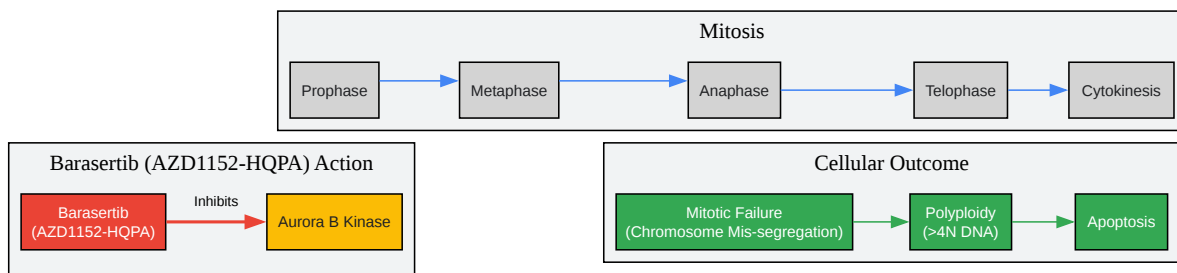 Mitosis
Prophase
Metaphase
Anaphase
Telophase
Cytokinesis
Barasertib (AZD1152-HQPA) Action
Barasertib
(AZD1152-HQPA)
Inhibits
Aurora B Kinase
Cellular Outcome
Mitotic Failure
(Chromosome Mis-segregation)
Polyploidy
(>4N DNA)
Apoptosis